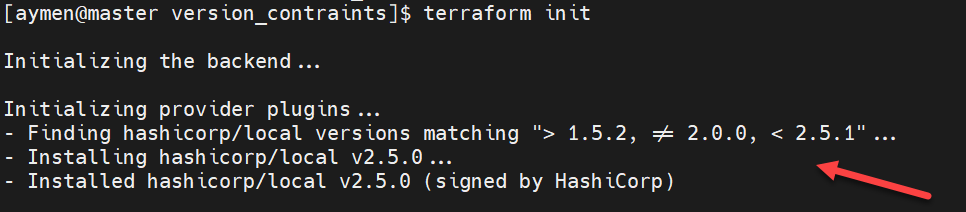 [aymen@master version_contraints]$ terraform init
Initializing the backend...
Initializing provider plugins...
- Finding hashicorp/local versions matching "> 1.5.2, != 2.0.0, < 2.5.1"...
- Installing hashicorp/local v2.5.0...
- Installed hashicorp/local v2.5.0 (signed by HashiCorp)